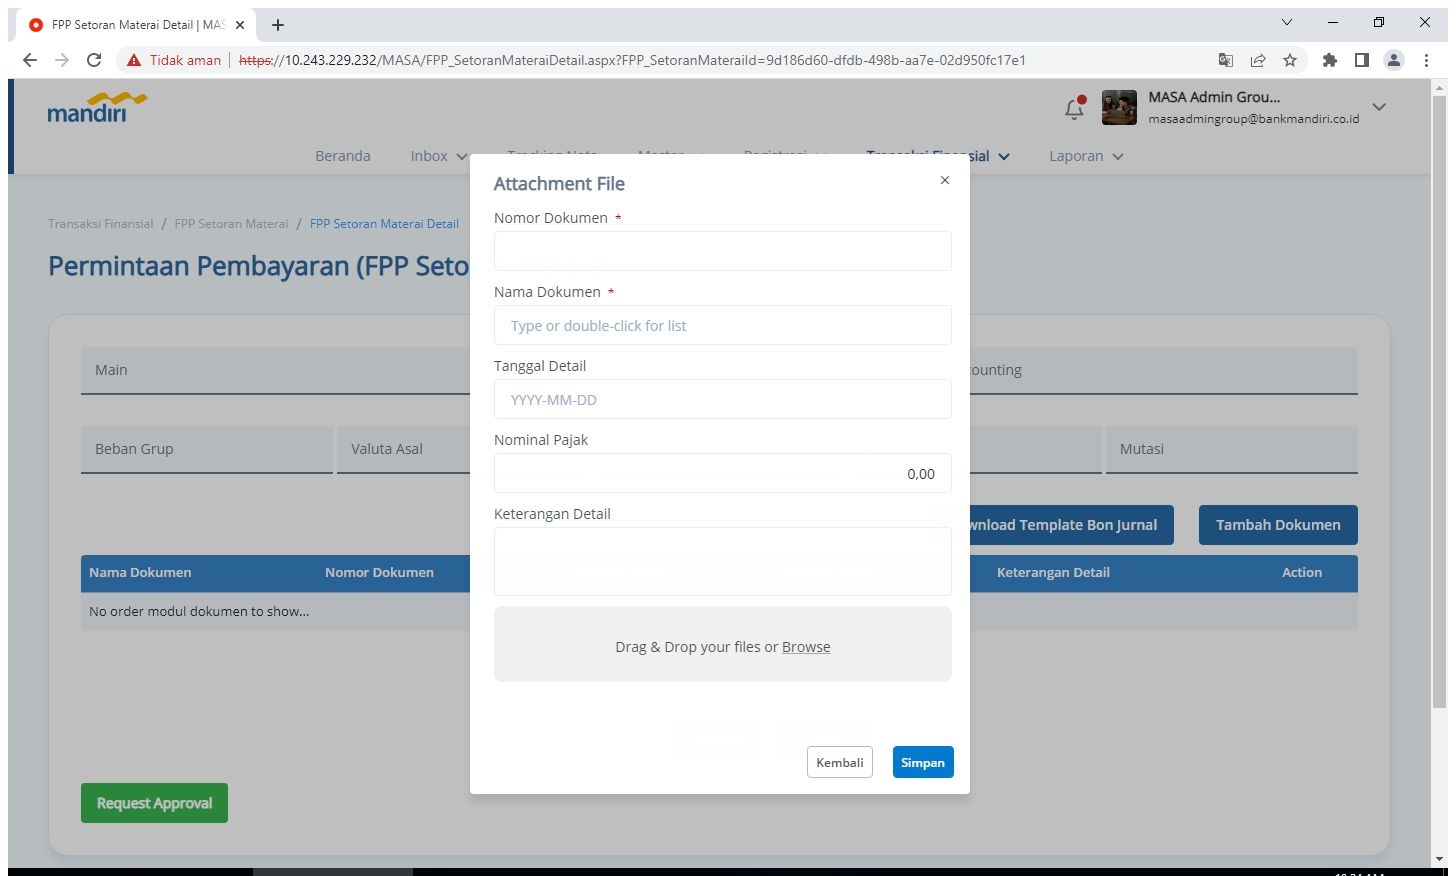 FPP Setoran Materai Detail | MAS
Tidak aman | https://10.243.229.232/MASA/FPP_SetoranMateraiDetail.aspx?FPP_SetoranMateraiId=9d186d60-dfdb-498b-aa7e-02d950fc17e1
mandiri
MASA Admin Grou...
masaadmingroup@bankmandiri.co.id
Beranda Inbox Transaksi Finansial Laporan
Transaksi Finansial / FPP Setoran Materai / FPP Setoran Materai Detail
Permintaan Pembayaran (FPP Seto
Main
ounting
Beban Grup
Valuta Asal
Mutasi
wnload Template Bon Jurnal
Tambah Dokumen
Nama Dokumen Nomor Dokumen Keterangan Detail Action
No order modul dokumen to show...
Request Approval
Attachment File
Nomor Dokumen *
Nama Dokumen *
Type or double-click for list
Tanggal Detail
YYYY-MM-DD
Nominal Pajak
0,00
Keterangan Detail
Drag & Drop your files or Browse
Kembali
Simpan